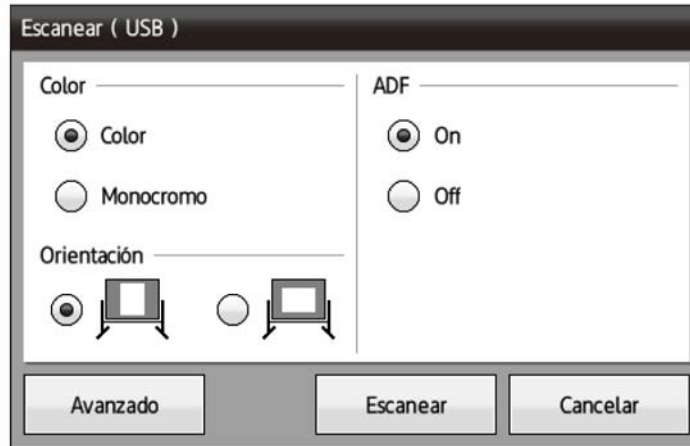 Escanear ( USB )
Color
Color
Monocromo
Orientación
ADF
On
Off
Avanzado
Escanear
Cancelar